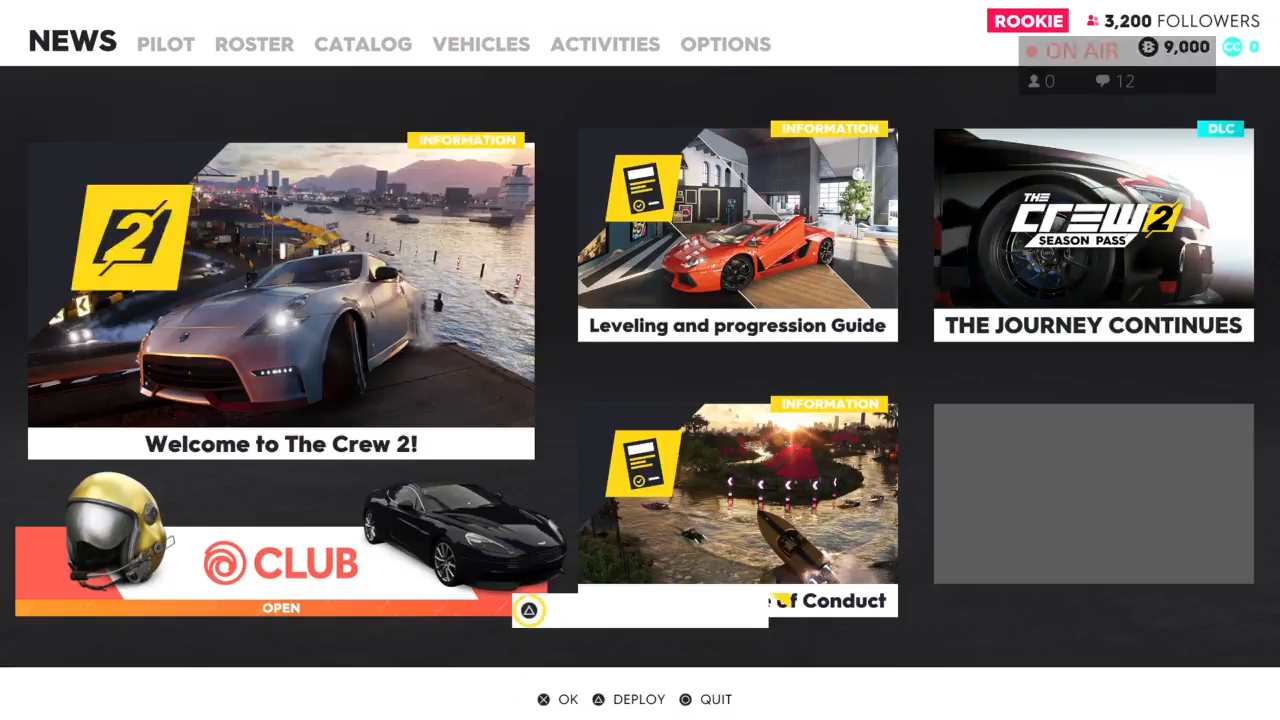 NEWS PILOT ROSTER CATALOG VEHICLES ACTIVITIES OPTIONS
ROOKIE 3,200 FOLLOWERS
ON AIR 9,000 CC 0
0 12
INFORMATION
2
Welcome to The Crew 2!
INFORMATION
Leveling and progression Guide
DLC
THE
CREW 2
SEASON PASS
THE JOURNEY CONTINUES
CLUB
OPEN
INFORMATION
of Conduct
OK DEPLOY QUIT